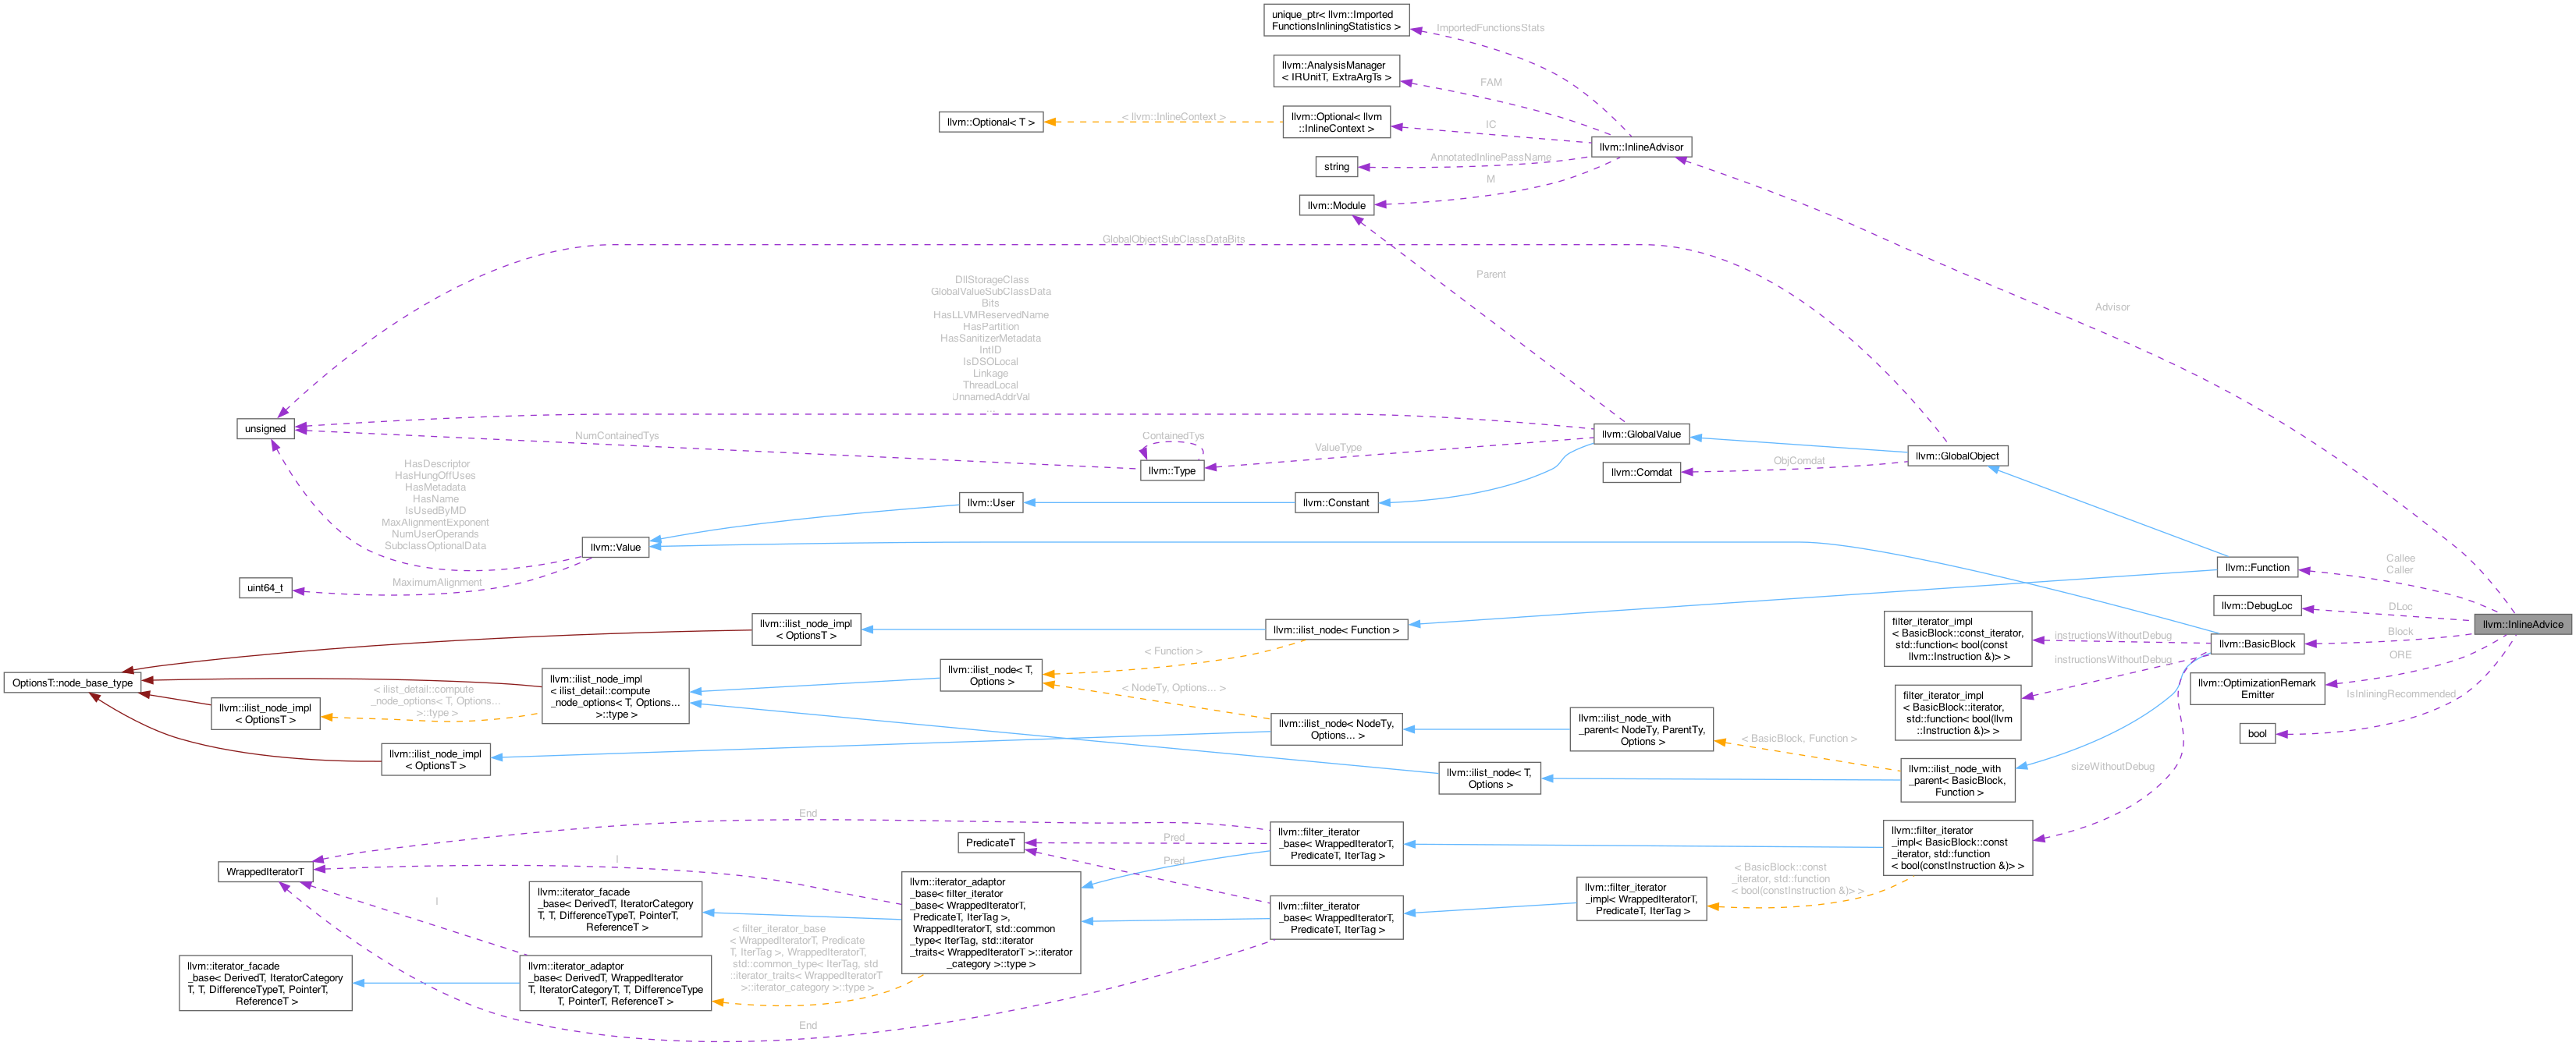 unique_ptr< llvm::Imported
FunctionsInliningStatistics >
ImportedFunctionsStats
llvm::AnalysisManager
< IRUnitT, ExtraArgTs >
FAM
llvm::Optional< T >
< llvm::InlineContext >
llvm::Optional< llvm
::InlineContext >
IC
llvm::InlineAdvisor
string
AnnotatedInlinePassName
M
llvm::Module
GlobalObjectSubClassDataBits
Parent
Advisor
DllStorageClass
GlobalValueSubClassData
Bits
HasLLVMReservedName
HasPartition
HasSanitizerMetadata
IntID
IsDSOLocal
Linkage
ThreadLocal
UnnamedAddrVal
...
unsigned
NumContainedTys
ContainedTys
llvm::Type
ValueType
llvm::GlobalValue
llvm::GlobalObject
ObjComdat
llvm::Comdat
HasDescriptor
HasHungOffUses
HasMetadata
HasName
IsUsedByMD
MaxAlignmentExponent
NumUserOperands
SubclassOptionalData
llvm::User
llvm::Constant
llvm::Value
uint64_t
MaximumAlignment
llvm::Function
Callee
Caller
llvm::DebugLoc
DLoc
llvm::InlineAdvice
Block
llvm::BasicBlock
ORE
llvm::OptimizationRemark
Emitter
IsInliningRecommended
bool
filter_iterator_impl
< BasicBlock::const_iterator,
std::function< bool(const
llvm::Instruction &)> >
instructionsWithoutDebug
instructionsWithoutDebug
filter_iterator_impl
< BasicBlock::iterator,
std::function< bool(llvm
::Instruction &)> >
sizeWithoutDebug
llvm::ilist_node_impl
< OptionsT >
llvm::ilist_node< Function >
< Function >
OptionsT::node_base_type
llvm::ilist_node_impl
< OptionsT >
< ilist_detail::compute
_node_options< T, Options...
>::type >
llvm::ilist_node_impl
< ilist_detail::compute
_node_options< T, Options...
>::type >
llvm::ilist_node< T,
Options >
< NodeTy, Options... >
llvm::ilist_node< NodeTy,
Options... >
llvm::ilist_node_with
_parent< NodeTy, ParentTy,
Options >
< BasicBlock, Function >
llvm::ilist_node_impl
< OptionsT >
llvm::ilist_node< T,
Options >
llvm::ilist_node_with
_parent< BasicBlock,
Function >
End
WrappedIteratorT
I
PredicateT
Pred
Pred
llvm::filter_iterator
_base< WrappedIteratorT,
PredicateT, IterTag >
llvm::filter_iterator
_impl< BasicBlock::const
_iterator, std::function
< bool(constInstruction &)> >
< BasicBlock::const
_iterator, std::function
< bool(constInstruction &)> >
llvm::iterator_facade
_base< DerivedT, IteratorCategory
T, T, DifferenceTypeT, PointerT,
ReferenceT >
llvm::iterator_adaptor
_base< filter_iterator
_base< WrappedIteratorT,
PredicateT, IterTag >,
WrappedIteratorT, std::common
_type< IterTag, std::iterator
_traits< WrappedIteratorT >::iterator
_category >::type >
llvm::filter_iterator
_base< WrappedIteratorT,
PredicateT, IterTag >
llvm::filter_iterator
_impl< WrappedIteratorT,
PredicateT, IterTag >
I
< filter_iterator_base
< WrappedIteratorT, Predicate
T, IterTag >, WrappedIteratorT,
std::common_type< IterTag, std
::iterator_traits< WrappedIteratorT
>::iterator_category >::type >
llvm::iterator_facade
_base< DerivedT, IteratorCategory
T, T, DifferenceTypeT, PointerT,
ReferenceT >
llvm::iterator_adaptor
_base< DerivedT, WrappedIterator
T, IteratorCategoryT, T, DifferenceType
T, PointerT, ReferenceT >
End